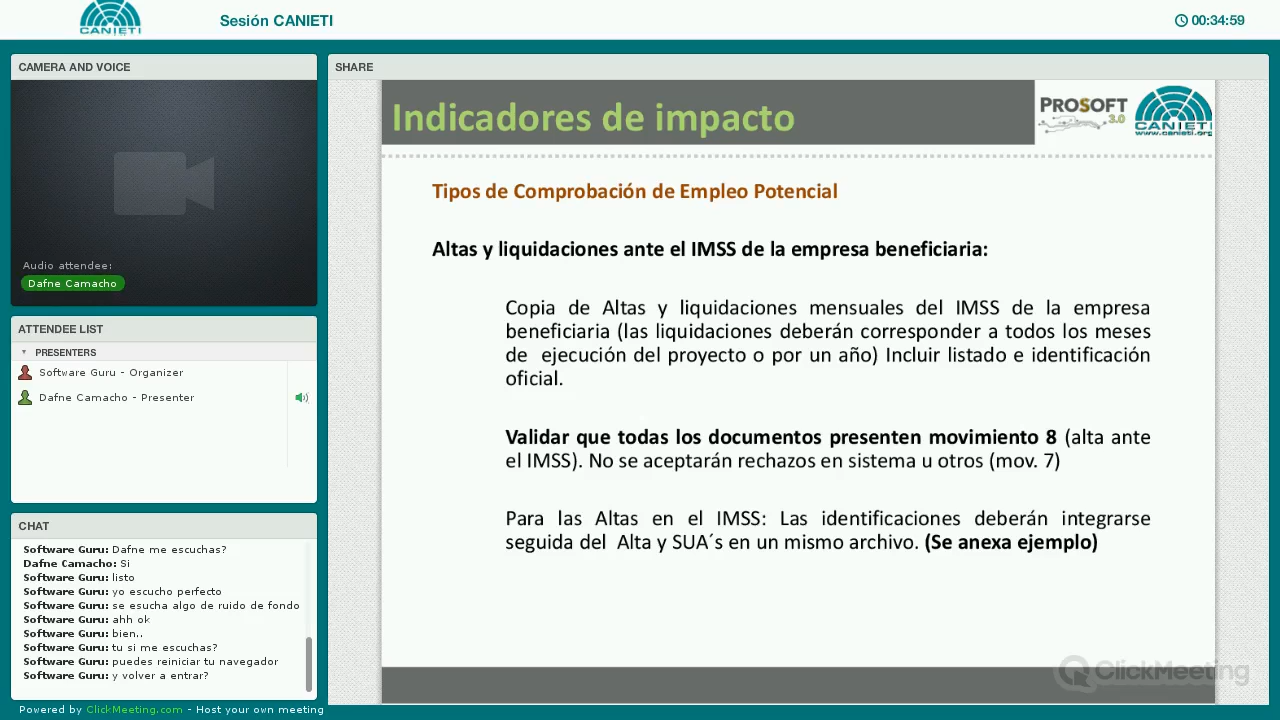 CANIETI
Sesión CANIETI
00:34:59
CAMERA AND VOICE
Audio attendee:
Dafne Camacho
ATTENDEE LIST
PRESENTERS
Software Guru - Organizer
Dafne Camacho - Presenter
CHAT
Software Guru: Dafne me escuchas?
Dafne Camacho: Si
Software Guru: listo
Software Guru: yo escucho perfecto
Software Guru: se esucha algo de ruido de fondo
Software Guru: ahh ok
Software Guru: bien..
Software Guru: tu si me escuchas?
Software Guru: puedes reiniciar tu navegador
Software Guru: y volver a entrar?
SHARE
Indicadores de impacto
PROSOFT
3.0
CANIETI
www.canieti.org
Tipos de Comprobación de Empleo Potencial
Altas y liquidaciones ante el IMSS de la empresa beneficiaria:
Copia de Altas y liquidaciones mensuales del IMSS de la empresa
beneficiaria (las liquidaciones deberán corresponder a todos los meses
de ejecución del proyecto o por un año) Incluir listado e identificación
oficial.
Validar que todas los documentos presenten movimiento 8 (alta ante
el IMSS). No se aceptarán rechazos en sistema u otros (mov. 7)
Para las Altas en el IMSS: Las identificaciones deberán integrarse
seguida del Alta y SUA´s en un mismo archivo. (Se anexa ejemplo)
ClickMeeting
Powered by ClickMeeting.com - Host your own meeting